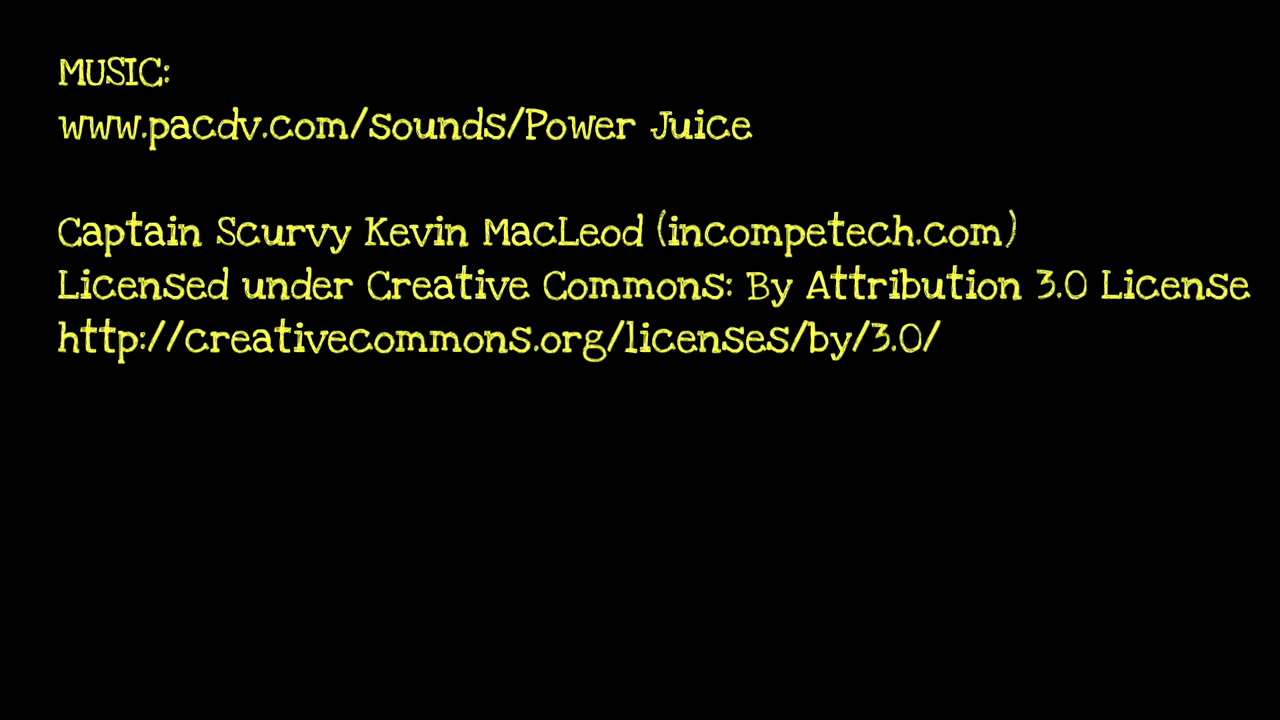 MUSIC:
www.pacdv.com/sounds/Power Juice
Captain Scurvy Kevin MacLeod (incompetech.com)
Licensed under Creative Commons: By Attribution 3.0 License
http://creativecommons.org/licenses/by/3.0/